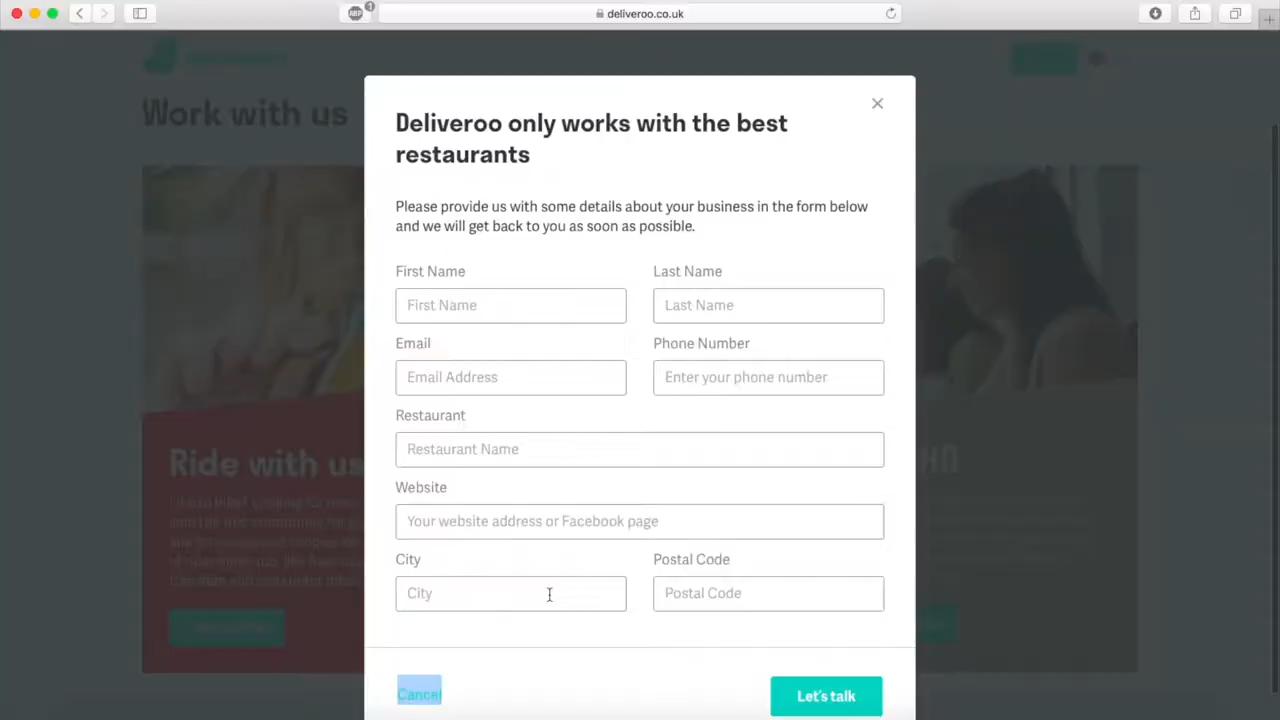 ABP
1
deliveroo.co.uk
Work with us
Deliveroo only works with the best
restaurants
Please provide us with some details about your business in the form below
and we will get back to you as soon as possible.
First Name
Last Name
First Name
Last Name
Email
Phone Number
Email Address
Enter your phone number
Restaurant
Restaurant Name
Ride with us
Website
Your website address or Facebook page
City
Postal Code
City
Postal Code
Cancel
Let's talk